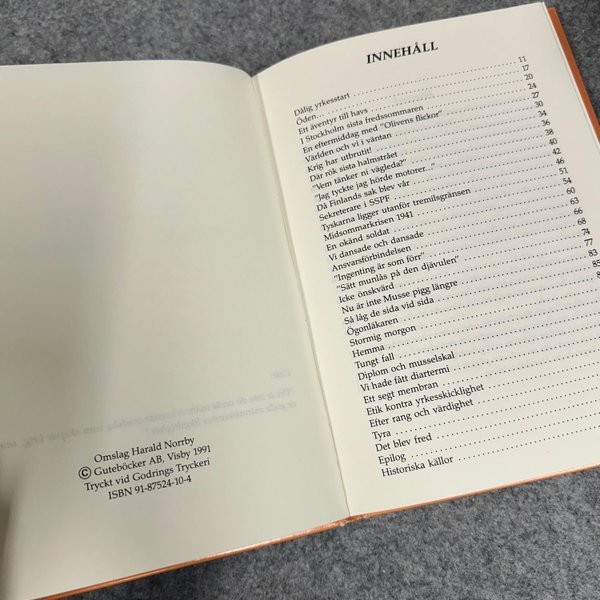 Omslag Harald Norrby
© Guteböcker AB, Visby 1991
Tryckt vid Godrings Tryckeri
ISBN 91-87524-10-4
INNEHÅLL
Dålig yrkesstart 11
Öden... 17
Ett äventyr till havs 20
I Stockholm sista fredssommaren 24
En eftermiddag med "Olivens flickor" 27
Världen och vi i väntan 30
Krig har utbrutit! 34
Där rök sista halmstrået 36
"Vem tänker ni vägleda?" 38
"Jag tyckte jag hörde motorer..." 40
Då Finlands sak blev vår 42
Sekreterare i SSPF 46
Tyskarna ligger utanför tremilsgränsen 51
Midsommarkrisen 1941 54
En okänd soldat 60
Vi dansade och dansade 63
Ansvarsförbindelsen 66
"Ingenting är som förr" 68
"Sätt munlås på den djävulen" 74
Icke önskvärd 77
Nu är inte Musse pigg längre 83
Så låg de sida vid sida 85
Ögonläkaren
Stormig morgon
Hemma
Tungt fall
Diplom och musselskal
Vi hade fått diartermi
Ett segt membran
Etik kontra yrkesskicklighet
Efter rang och värdighet
Tyra
Det blev fred
Epilog
Historiska källor